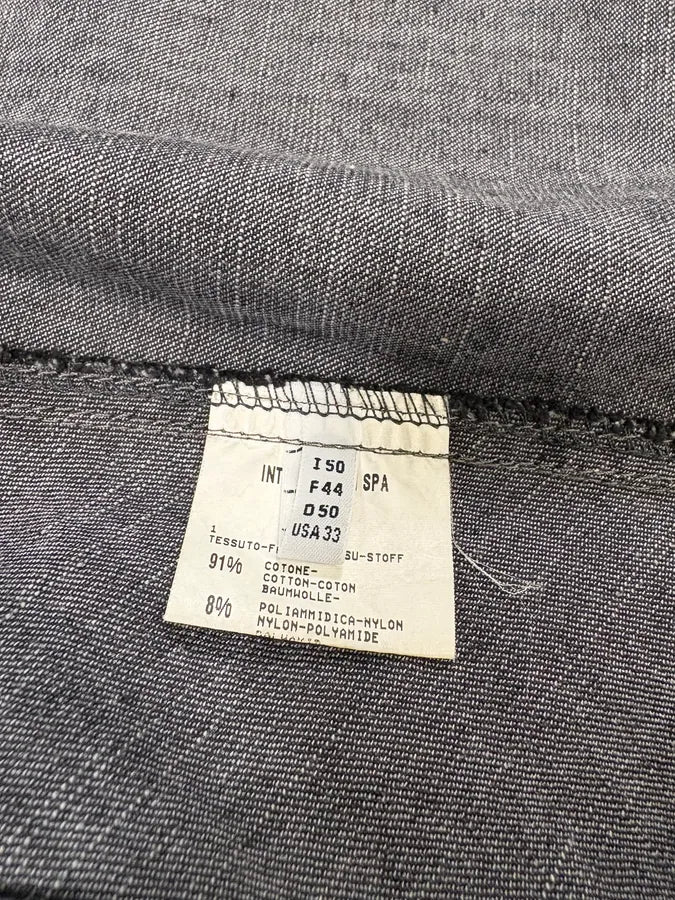 I 50
F 44
D 50
USA 33
INT SPA
1
TESSUTO-F SU-STOFF
91% COTONE-
COTTON-COTON
BAUMWOLLE-
8% POLIAMMIDICA-NYLON
NYLON-POLYAMIDE